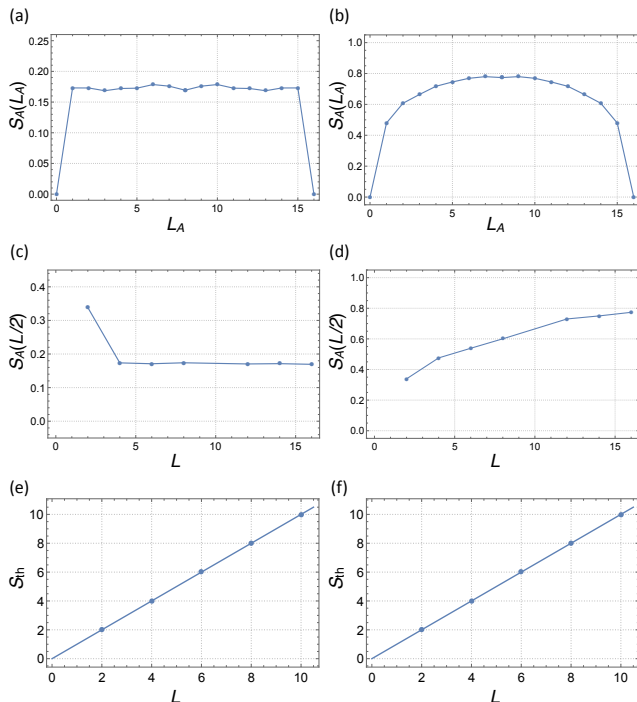 (a) (b)
0.25
0.20
0.15
0.10
0.05
0.00
S_A(L_A)
0 5 10 15
L_A
1.0
0.8
0.6
0.4
0.2
0.0
S_A(L_A)
0 5 10 15
L_A
(c) (d)
0.4
0.3
0.2
0.1
0.0
S_A(L/2)
0 5 10 15
L
1.0
0.8
0.6
0.4
0.2
0.0
S_A(L/2)
0 5 10 15
L
(e) (f)
10
8
6
4
2
0
S_th
0 2 4 6 8 10
L
10
8
6
4
2
0
S_th
0 2 4 6 8 10
L